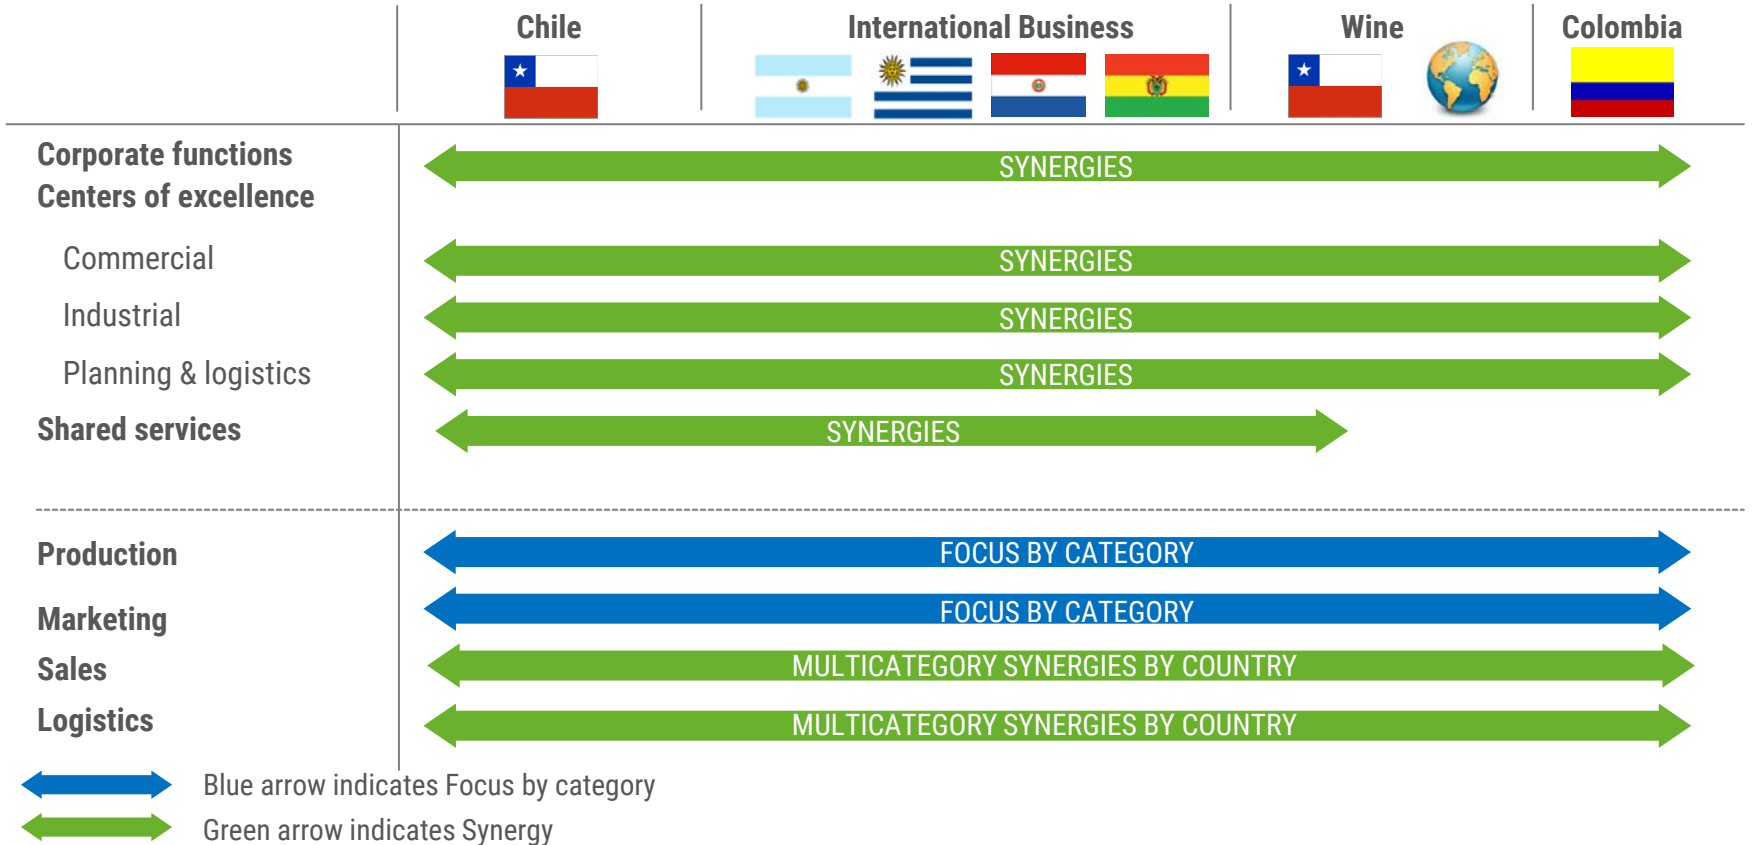 Chile
International Business
Wine
Colombia
Corporate functions
SYNERGIES
Centers of excellence
Commercial
SYNERGIES
Industrial
SYNERGIES
Planning & logistics
SYNERGIES
Shared services
SYNERGIES
Production
FOCUS BY CATEGORY
Marketing
FOCUS BY CATEGORY
Sales
MULTICATEGORY SYNERGIES BY COUNTRY
Logistics
MULTICATEGORY SYNERGIES BY COUNTRY
Blue arrow indicates Focus by category
Green arrow indicates Synergy